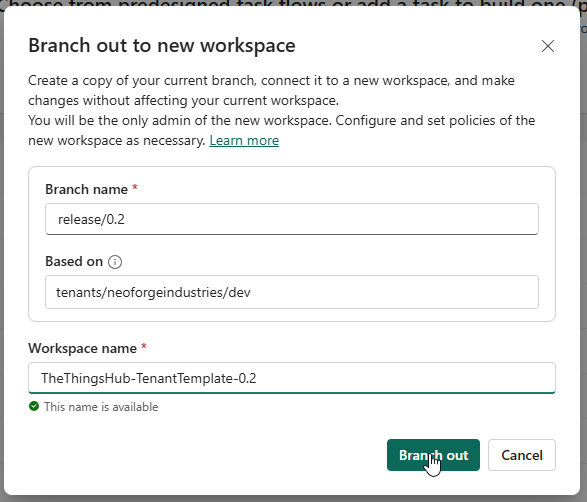 Choose from predesigned task flows or add a task to build one (p
Branch out to new workspace
Create a copy of your current branch, connect it to a new workspace, and make
changes without affecting your current workspace.
You will be the only admin of the new workspace. Configure and set policies of the
new workspace as necessary. Learn more
Branch name *
release/0.2
Based on
tenants/neoforgeindustries/dev
Workspace name *
TheThingsHub-TenantTemplate-0.2
This name is available
Branch out
Cancel